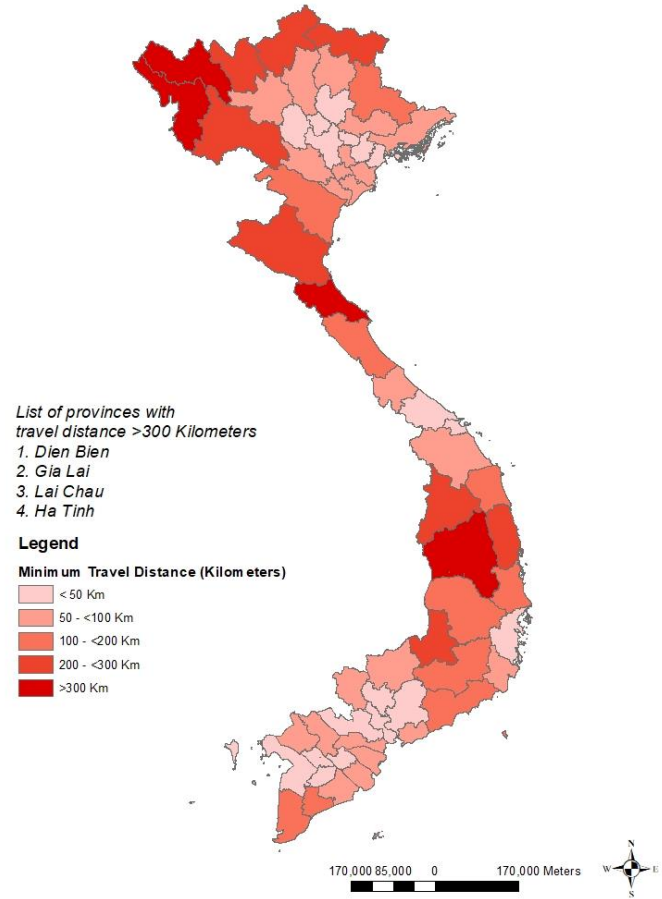 List of provinces with
travel distance >300 Kilometers
1. Dien Bien
2. Gia Lai
3. Lai Chau
4. Ha Tinh
Legend
Minimum Travel Distance (Kilometers)
< 50 Km
50 - <100 Km
100 - <200 Km
200 - <300 Km
>300 Km
N
W E
S
170,000 85,000 0 170,000 Meters